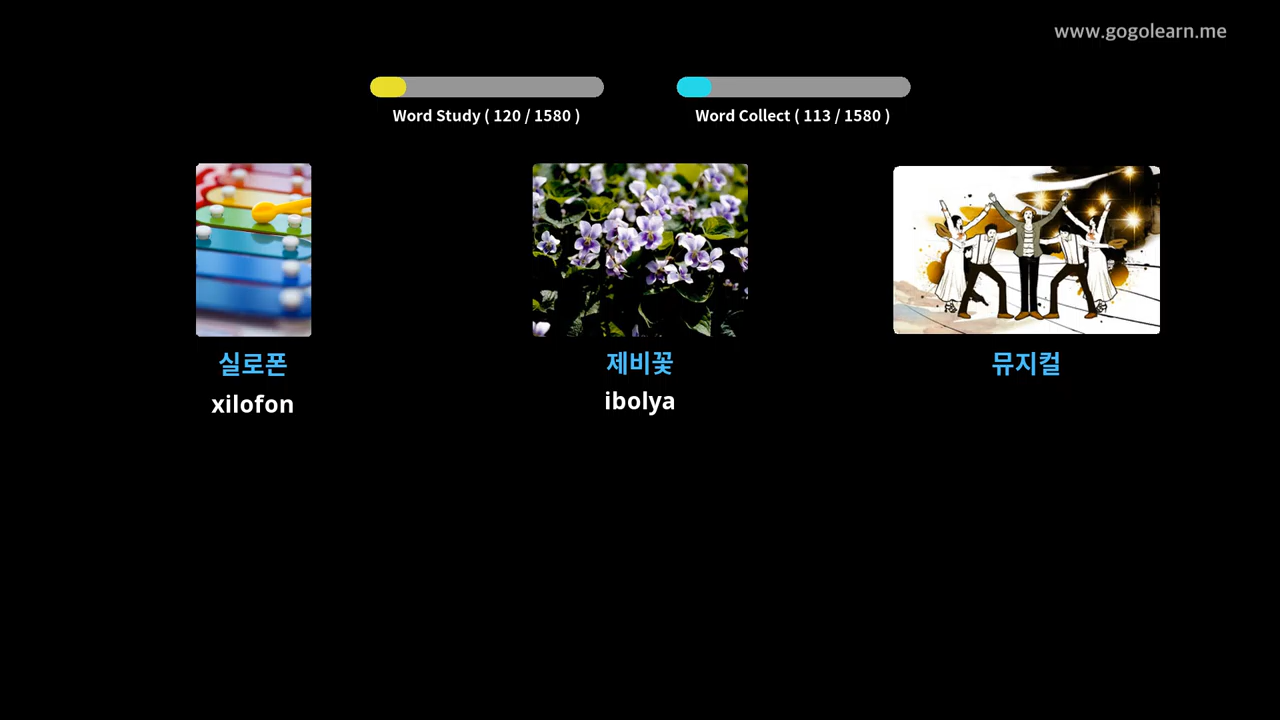 www.gogolearn.me
Word Study ( 120 / 1580 )
Word Collect ( 113 / 1580 )
실로폰
xilofon
제비꽃
ibolya
뮤지컬